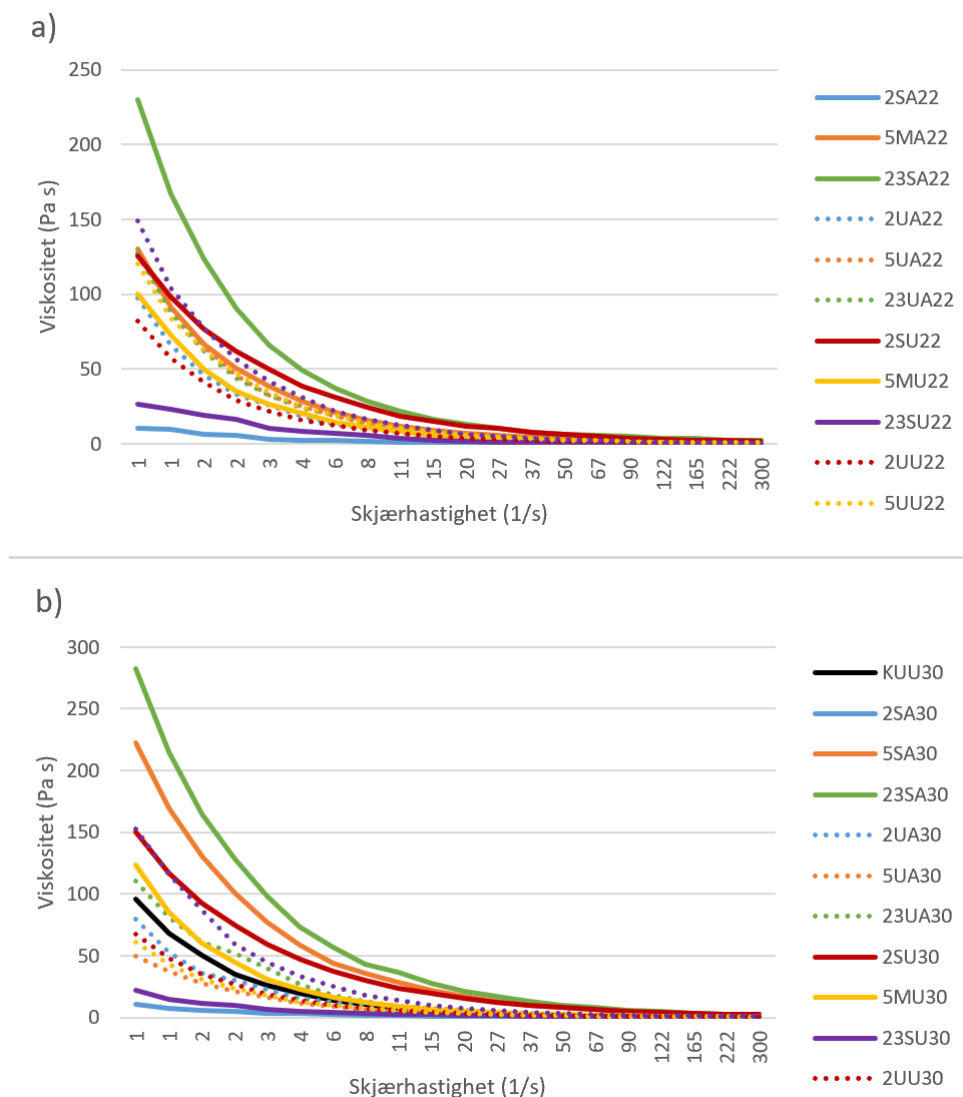 a)
250
200
150
100
50
0
Viskositet (Pa s)
1 1 2 2 3 4 6 8 11 15 20 27 37 50 67 90 122 165 222 300
Skjærhastighet (1/s)
2SA22
5MA22
23SA22
2UA22
5UA22
23UA22
2SU22
5MU22
23SU22
2UU22
5UU22
b)
300
250
200
150
100
50
0
Viskositet (Pa s)
1 1 2 2 3 4 6 8 11 15 20 27 37 50 67 90 122 165 222 300
Skjærhastighet (1/s)
KUU30
2SA30
5SA30
23SA30
2UA30
5UA30
23UA30
2SU30
5MU30
23SU30
2UU30